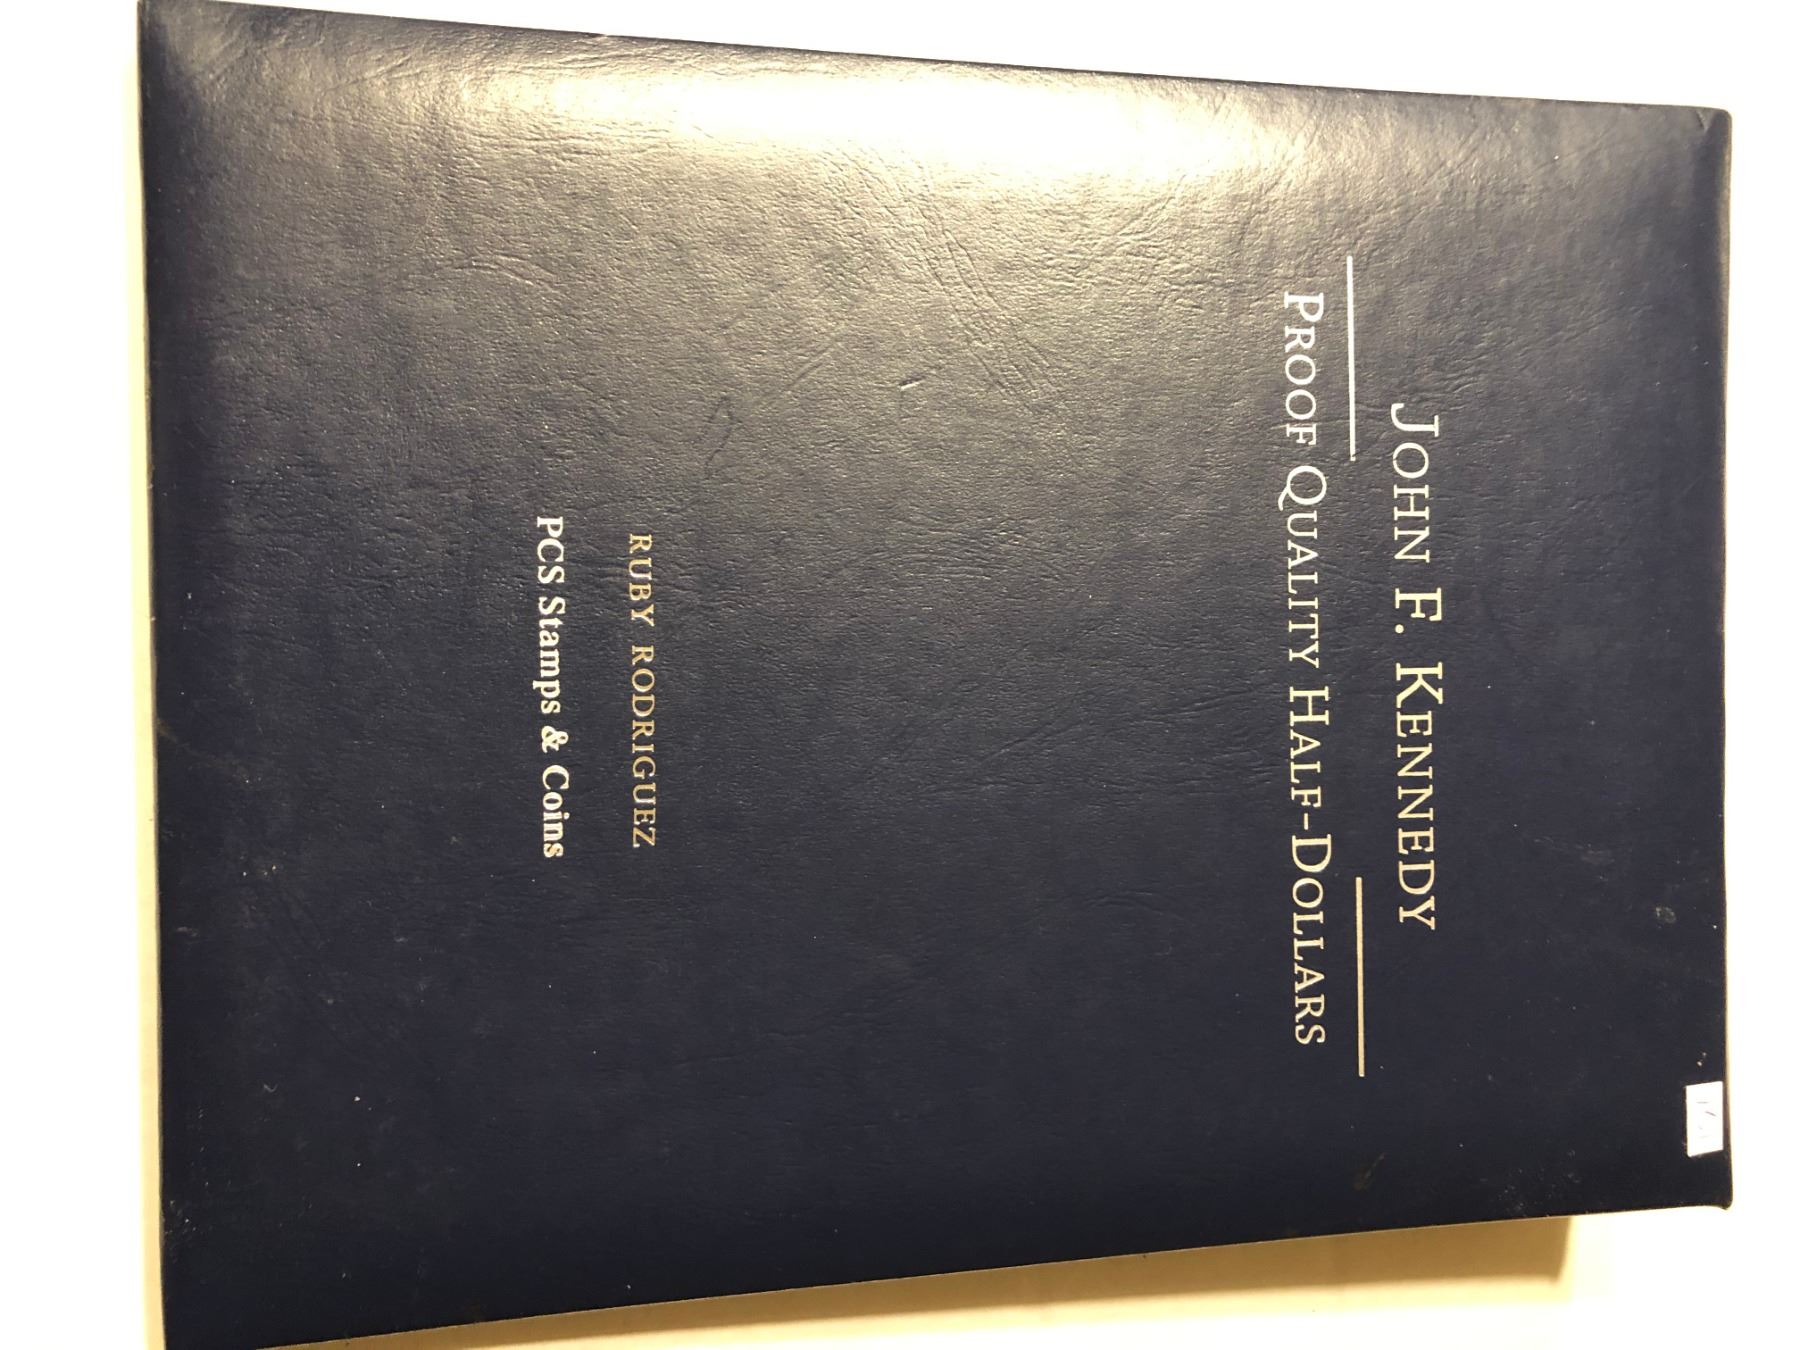 JOHN F. KENNEDY
PROOF QUALITY HALF-DOLLARS
RUBY RODRIGUEZ
PCS Stamps & Coins